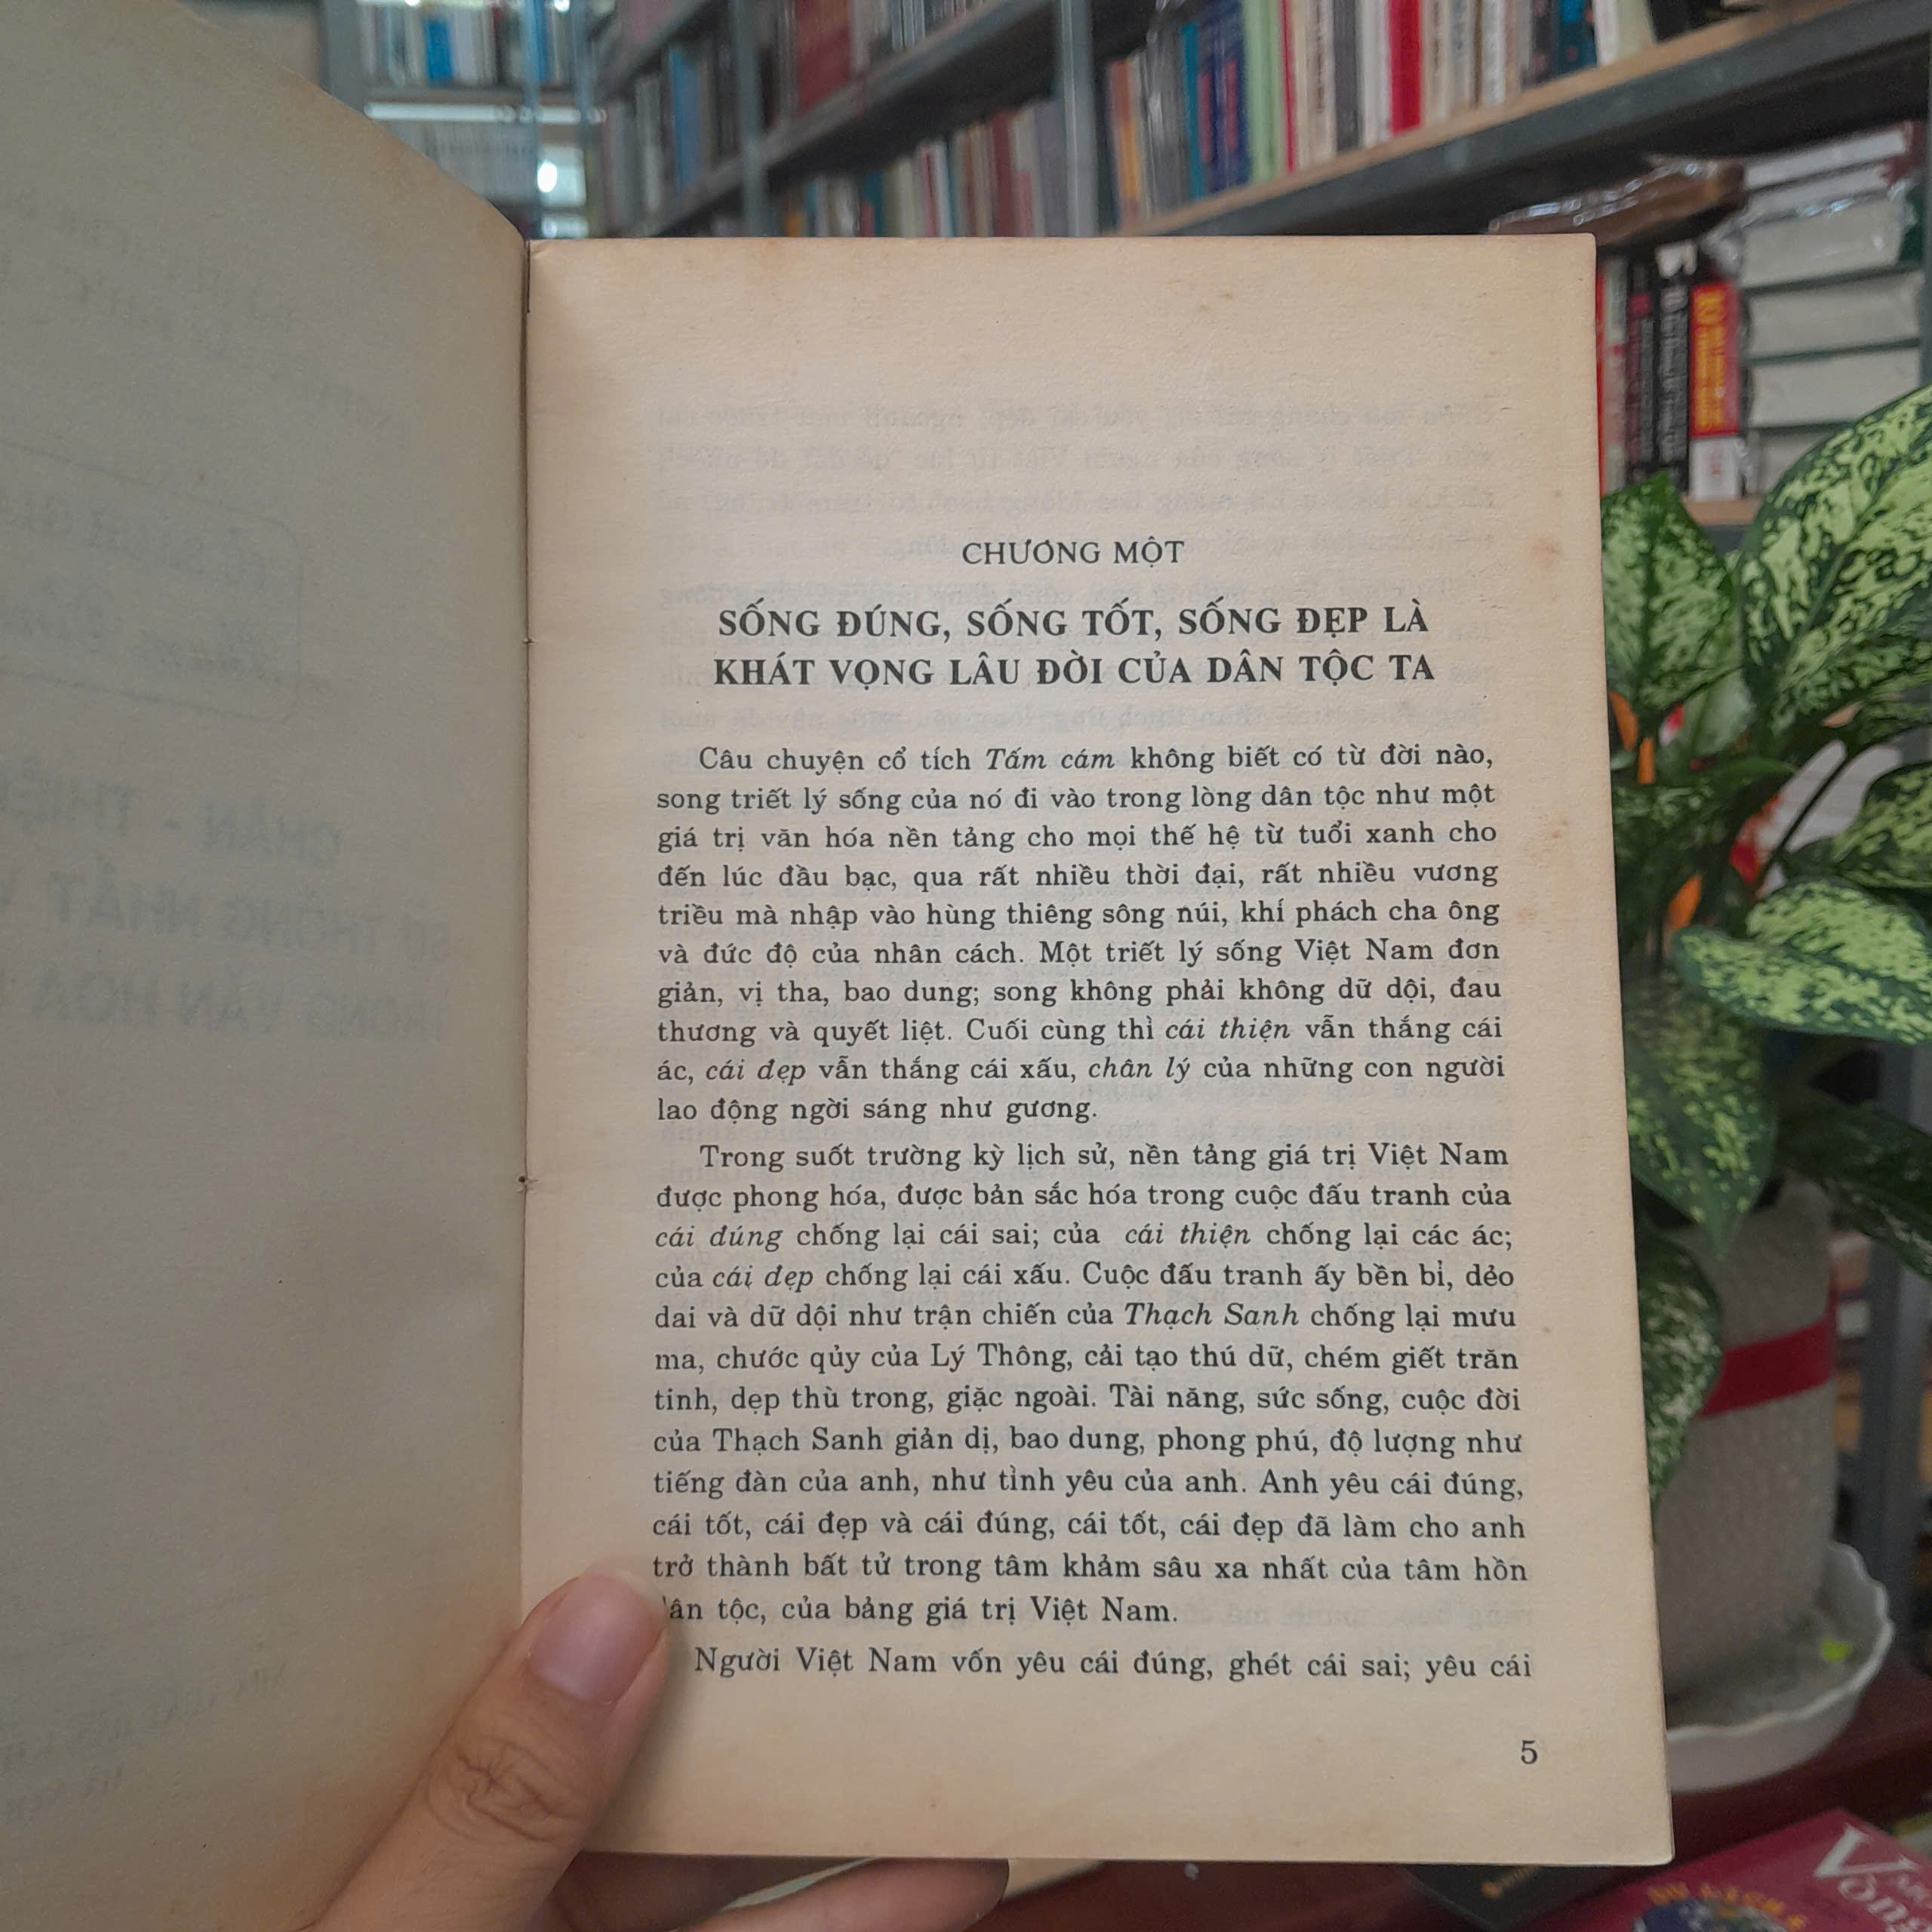 CHƯƠNG MỘT
SỐNG ĐÚNG, SỐNG TỐT, SỐNG ĐẸP LÀ
KHÁT VỌNG LÂU ĐỜI CỦA DÂN TỘC TA
Câu chuyện cổ tích Tấm cám không biết có từ đời nào,
song triết lý sống của nó đi vào trong lòng dân tộc như một
giá trị văn hóa nền tảng cho mọi thế hệ từ tuổi xanh cho
đến lúc đầu bạc, qua rất nhiều thời đại, rất nhiều vương
triều mà nhập vào hùng thiêng sông núi, khí phách cha ông
và đức độ của nhân cách. Một triết lý sống Việt Nam đơn
giản, vị tha, bao dung; song không phải không dữ dội, đau
thương và quyết liệt. Cuối cùng thì cái thiện vẫn thắng cái
ác, cái đẹp vẫn thắng cái xấu, chân lý của những con người
lao động ngời sáng như gương.
Trong suốt trường kỳ lịch sử, nền tảng giá trị Việt Nam
được phong hóa, được bản sắc hóa trong cuộc đấu tranh của
cái đúng chống lại cái sai; của cái thiện chống lại các ác;
của cái đẹp chống lại cái xấu. Cuộc đấu tranh ấy bền bỉ, dẻo
dai và dữ dội như trận chiến của Thạch Sanh chống lại mưu
ma, chước qủy của Lý Thông, cải tạo thú dữ, chém giết trăn
tinh, dẹp thù trong, giặc ngoài. Tài năng, sức sống, cuộc đời
của Thạch Sanh giản dị, bao dung, phong phú, độ lượng như
tiếng đàn của anh, như tình yêu của anh. Anh yêu cái đúng,
cái tốt, cái đẹp và cái đúng, cái tốt, cái đẹp đã làm cho anh
trở thành bất tử trong tâm khảm sâu xa nhất của tâm hồn
ân tộc, của bảng giá trị Việt Nam.
Người Việt Nam vốn yêu cái đúng, ghét cái sai; yêu cái
5